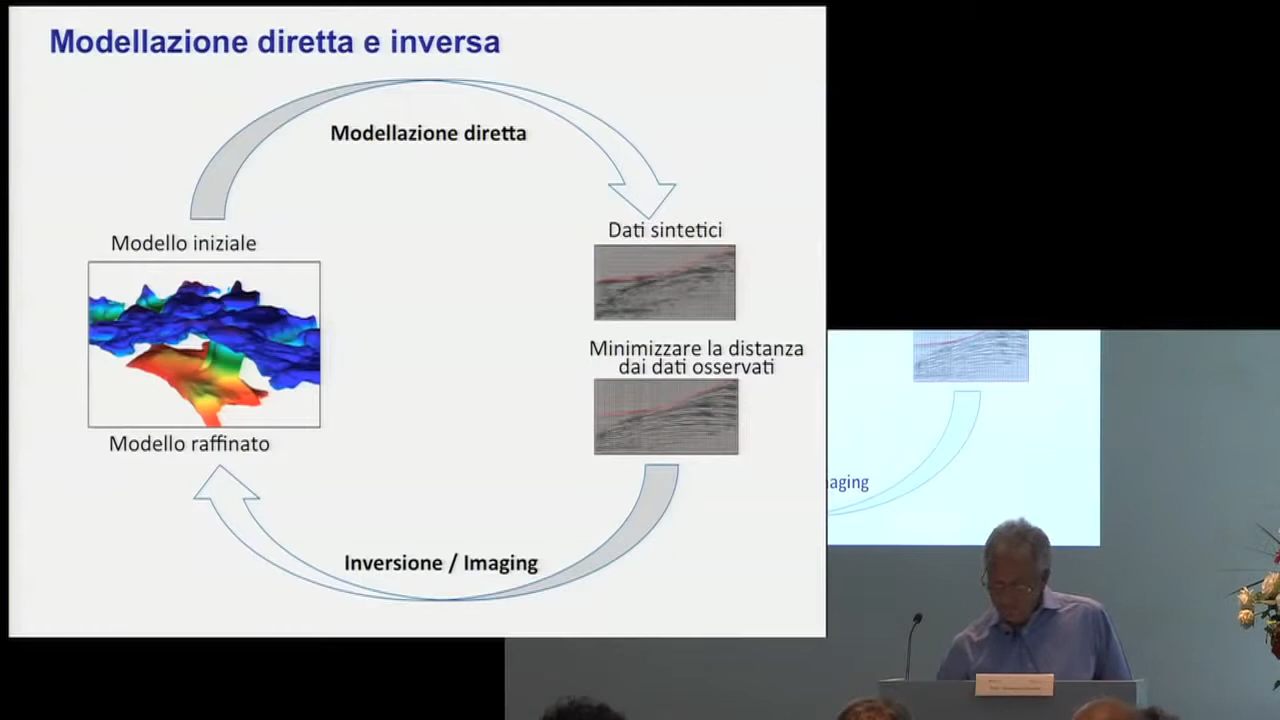 Modellazione diretta e inversa
Modellazione diretta
Modello iniziale
Dati sintetici
Minimizzare la distanza
dai dati osservati
Modello raffinato
Inversione / Imaging
aging